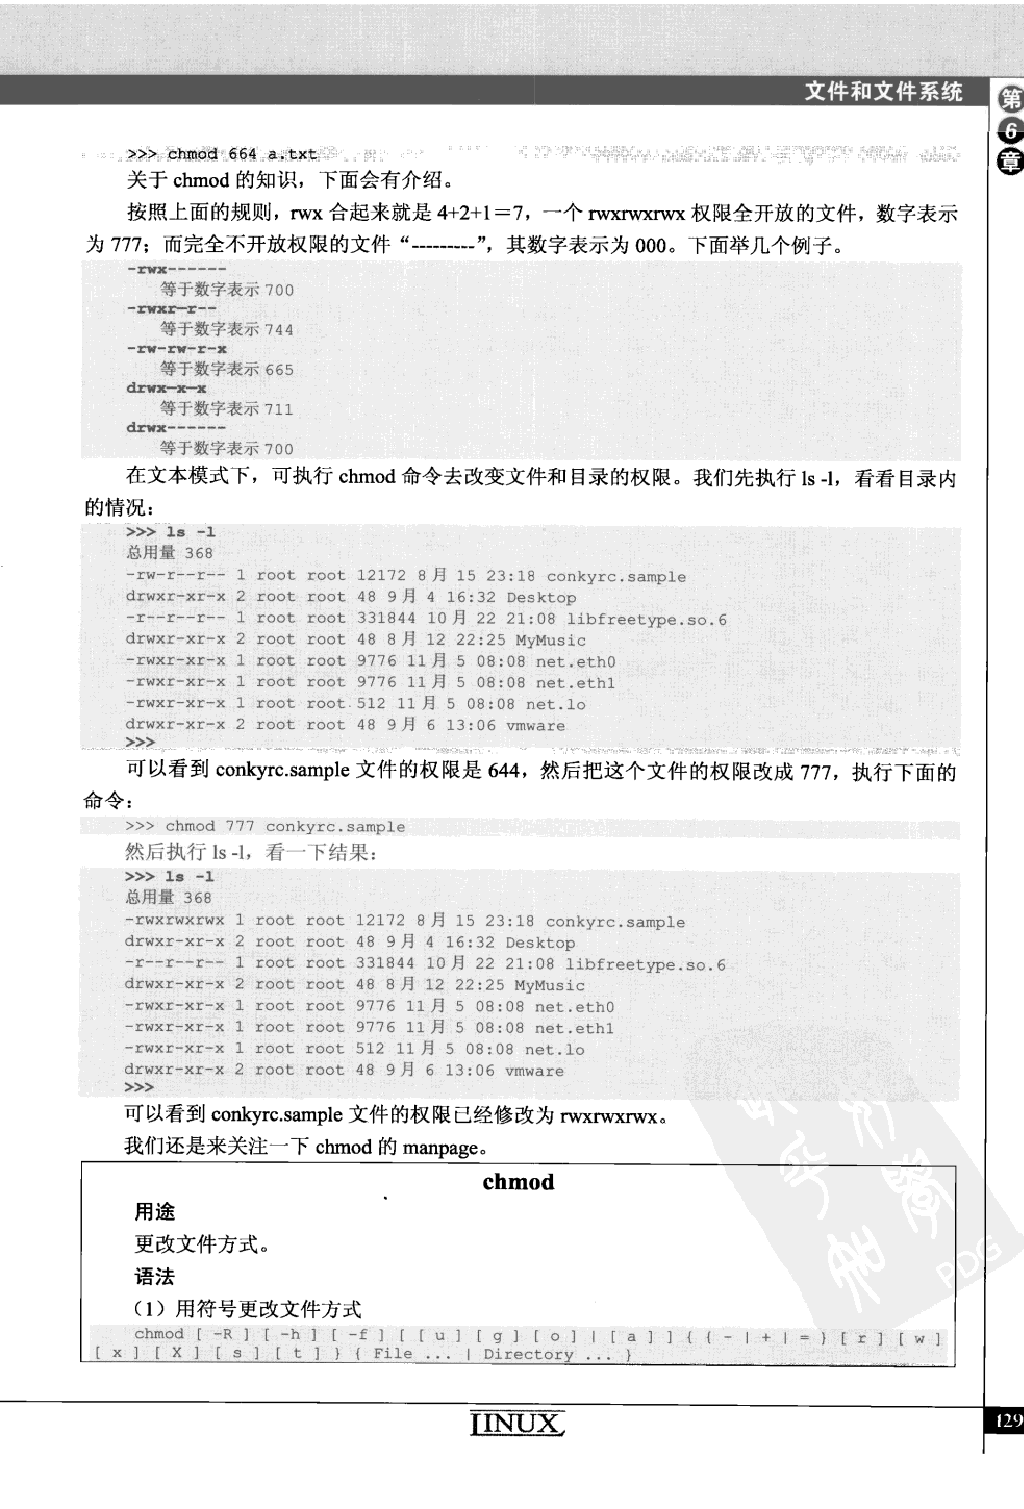 文件和文件系统
第6章
>>> chmod 664 a.txt
关于 chmod 的知识，下面会有介绍。
按照上面的规则，rwx 合起来就是 4+2+1＝7，一个 rwxrwxrwx 权限全开放的文件，数字表示
为 777；而完全不开放权限的文件“---------”，其数字表示为 000。下面举几个例子。
-rwx------
等于数字表示 700
-rwxr—r--
等于数字表示 744
-rw-rw-r-x
等于数字表示 665
drwx—x—x
等于数字表示 711
drwx------
等于数字表示 700
在文本模式下，可执行 chmod 命令去改变文件和目录的权限。我们先执行 ls -l，看看目录内
的情况：
>>> ls -l
总用量 368
-rw-r--r-- 1 root root 12172 8月 15 23:18 conkyrc.sample
drwxr-xr-x 2 root root 48 9月 4 16:32 Desktop
-r--r--r-- 1 root root 331844 10月 22 21:08 libfreetype.so.6
drwxr-xr-x 2 root root 48 8月 12 22:25 MyMusic
-rwxr-xr-x 1 root root 9776 11月 5 08:08 net.eth0
-rwxr-xr-x 1 root root 9776 11月 5 08:08 net.eth1
-rwxr-xr-x 1 root root 512 11月 5 08:08 net.lo
drwxr-xr-x 2 root root 48 9月 6 13:06 vmware
>>>
可以看到 conkyrc.sample 文件的权限是 644，然后把这个文件的权限改成 777，执行下面的
命令：
>>> chmod 777 conkyrc.sample
然后执行 ls -l，看一下结果：
>>> ls -l
总用量 368
-rwxrwxrwx 1 root root 12172 8月 15 23:18 conkyrc.sample
drwxr-xr-x 2 root root 48 9月 4 16:32 Desktop
-r--r--r-- 1 root root 331844 10月 22 21:08 libfreetype.so.6
drwxr-xr-x 2 root root 48 8月 12 22:25 MyMusic
-rwxr-xr-x 1 root root 9776 11月 5 08:08 net.eth0
-rwxr-xr-x 1 root root 9776 11月 5 08:08 net.eth1
-rwxr-xr-x 1 root root 512 11月 5 08:08 net.lo
drwxr-xr-x 2 root root 48 9月 6 13:06 vmware
>>>
可以看到 conkyrc.sample 文件的权限已经修改为 rwxrwxrwx。
我们还是来关注一下 chmod 的 manpage。
chmod
用途
更改文件方式。
语法
（1）用符号更改文件方式
chmod [ -R ] [ -h ] [ -f ] [ [ u ] [ g ] [ o ] | [ a ] ] { { - | + | = } [ r ] [ w ]
[ x ] [ X ] [ s ] [ t ] } { File ... | Directory ... }
PDG
LINUX
129